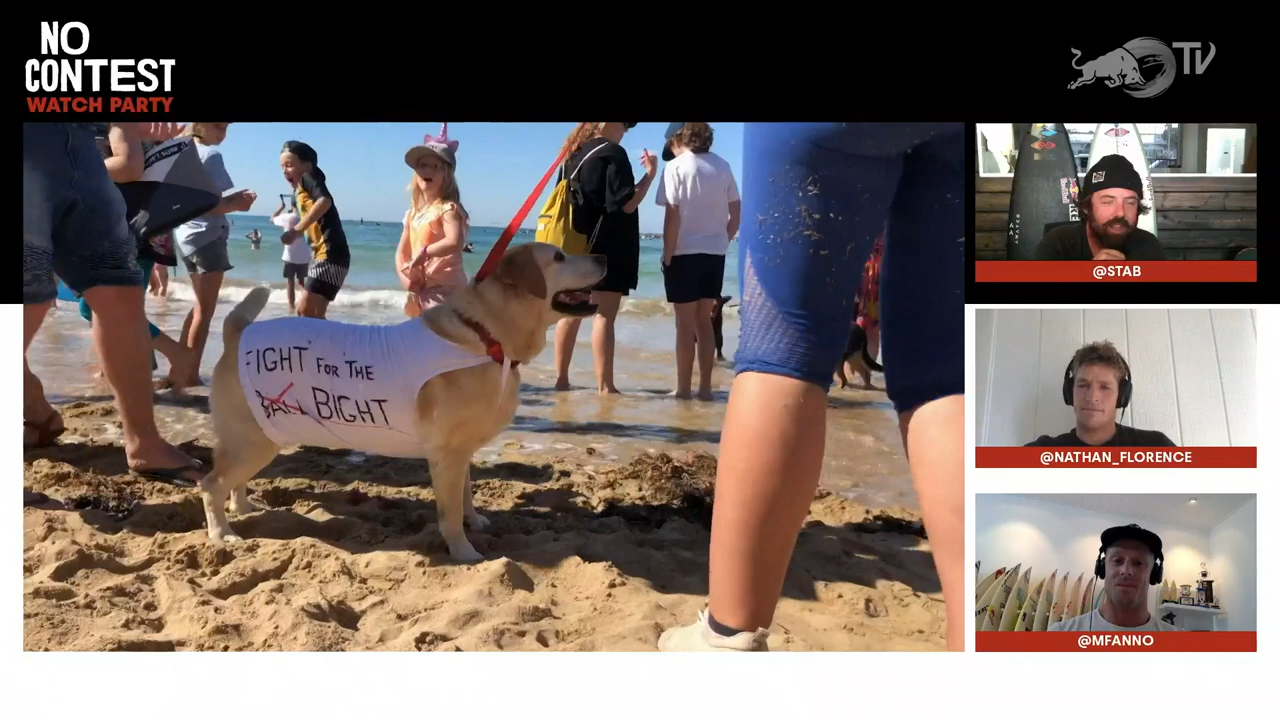 NO
CONTEST
WATCH PARTY
TV
FIGHT FOR THE
BALL BIGHT
@STAB
@NATHAN_FLORENCE
@MFANNO